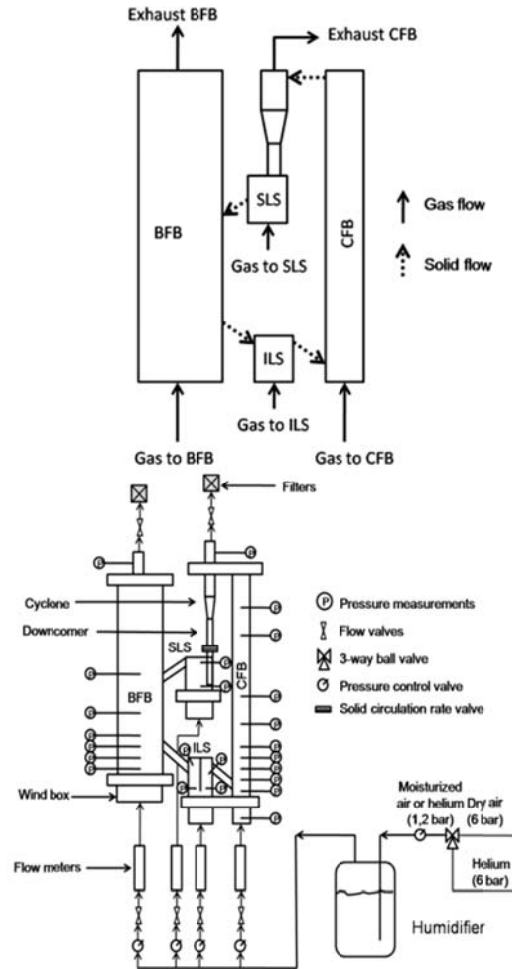 Exhaust BFB
Exhaust CFB
SLS
BFB
CFB
Gas flow
Solid flow
Gas to SLS
ILS
Gas to ILS
Gas to BFB
Gas to CFB
Filters
P
P
Cyclone
Downcomer
SLS
P
P
P
P
P
P
P
BFB
CFB
P
P
P
P
P
P
ILS
P
P
P
P
P
P
P
P
P
P
Wind box
P
Pressure measurements
Flow valves
3-way ball valve
Pressure control valve
Solid circulation rate valve
Flow meters
Moisturized
air or helium
(1,2 bar)
Dry air
(6 bar)
Helium
(6 bar)
Humidifier